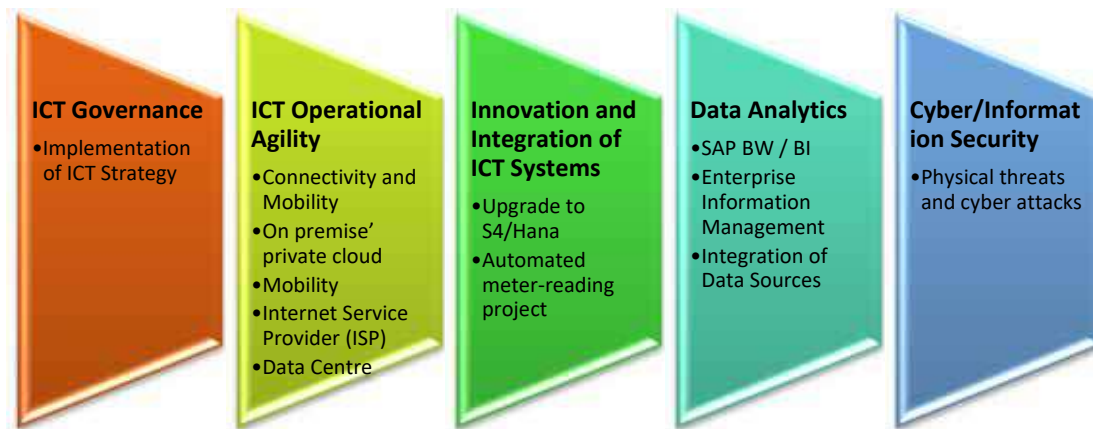 ICT Governance
•Implementation
of ICT Strategy
ICT Operational
Agility
•Connectivity and
Mobility
•On premise’
private cloud
•Mobility
•Internet Service
Provider (ISP)
•Data Centre
Innovation and
Integration of
ICT Systems
•Upgrade to
S4/Hana
•Automated
meter-reading
project
Data Analytics
•SAP BW / BI
•Enterprise
Information
Management
•Integration of
Data Sources
Cyber/Informat
ion Security
•Physical threats
and cyber attacks